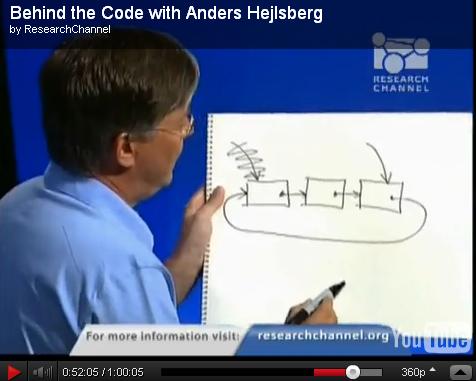 Behind the Code with Anders Hejlsberg
by ResearchChannel
RESEARCH
CHANNEL
For more information visit:
researchchannel.org
YouTube
0:52:05 / 1:00:05
360p